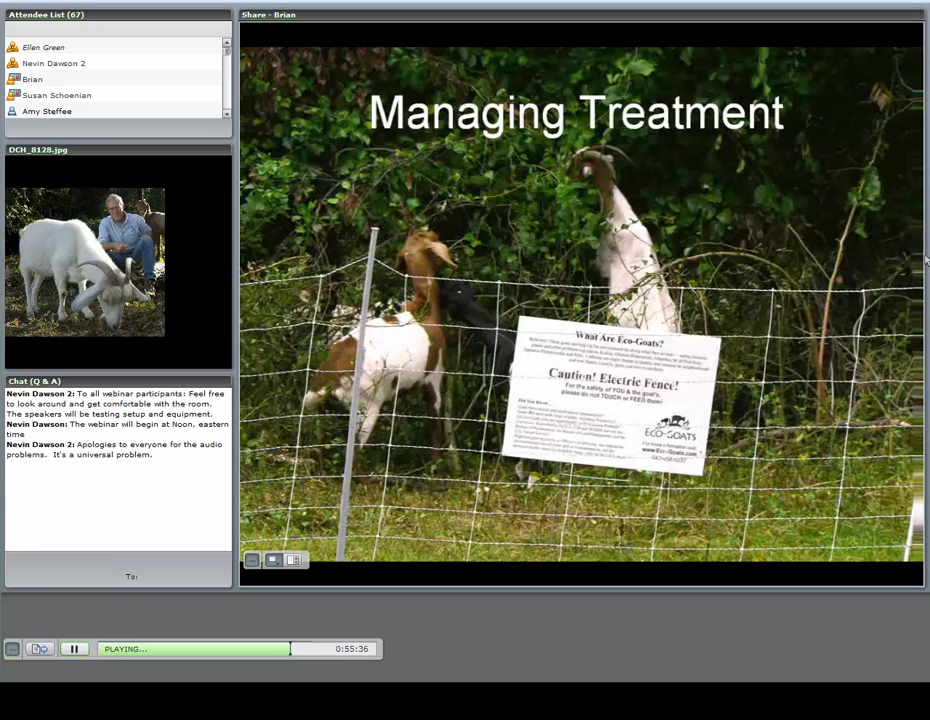 Attendee List (67)
Ellen Green
Nevin Dawson 2
Brian
Susan Schoenian
Amy Steffee
DCH_8128.jpg
Chat (Q & A)
Nevin Dawson 2: To all webinar participants: Feel free
to look around and get comfortable with the room.
The speakers will be testing setup and equipment.
Nevin Dawson: The webinar will begin at Noon, eastern
time
Nevin Dawson 2: Apologies to everyone for the audio
problems.  It's a universal problem.
To:
Share - Brian
Managing Treatment
What Are Eco-Goats?
Caution! Electric Fence!
For the safety of YOU & the goat's,
please do not TOUCH or FEED them!
ECO-GOATS
www.Eco-Goats.com
PLAYING...
0:55:36